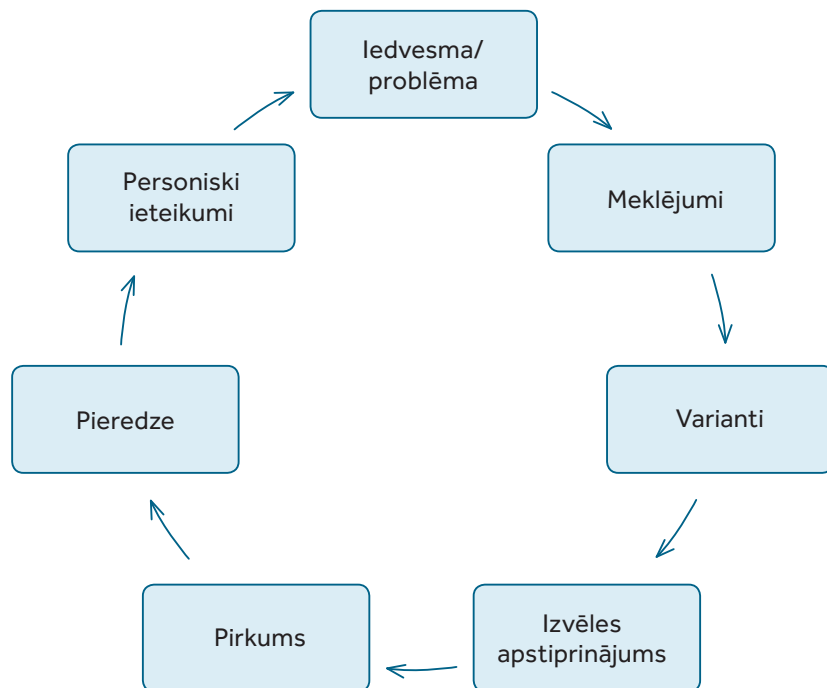 Iedvesma/
problēma
Meklējumi
Varianti
Izvēles
apstiprinājums
Pirkums
Pieredze
Personiski
ieteikumi